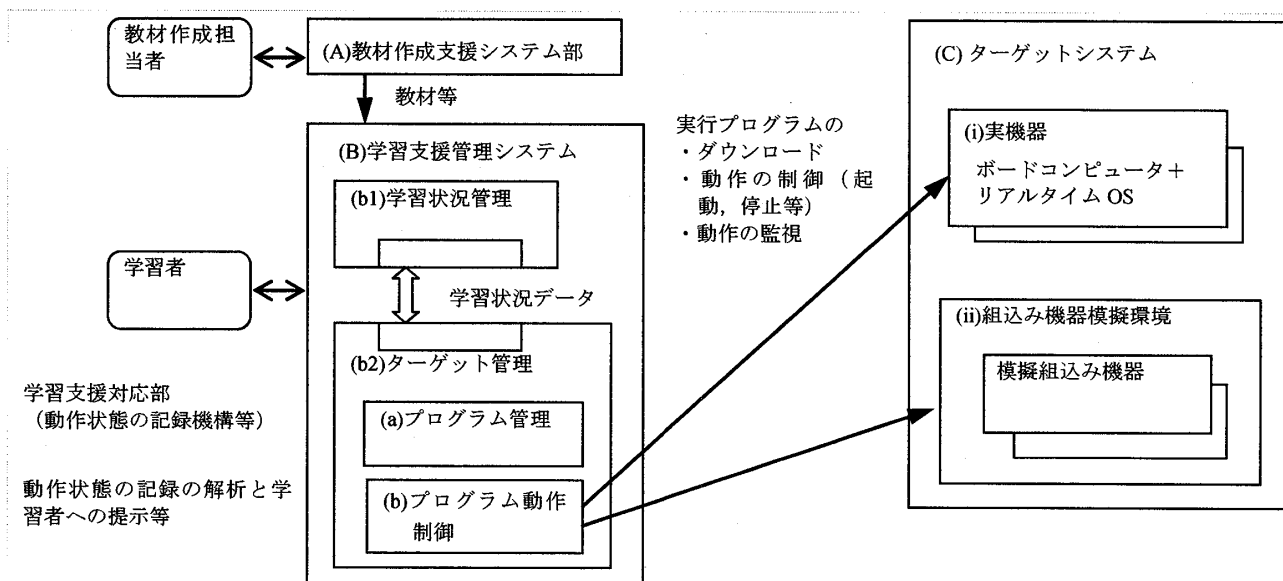 教材作成担
当者
(A)教材作成支援システム部
教材等
(B)学習支援管理システム
(b1)学習状況管理
学習者
学習状況データ
(b2)ターゲット管理
学習支援対応部
（動作状態の記録機構等）
(a)プログラム管理
動作状態の記録の解析と学
習者への提示等
(b)プログラム動作
制御
実行プログラムの
・ダウンロード
・動作の制御（起
動，停止等）
・動作の監視
(C) ターゲットシステム
(i)実機器
ボードコンピュータ＋
リアルタイム OS
(ii)組込み機器模擬環境
模擬組込み機器